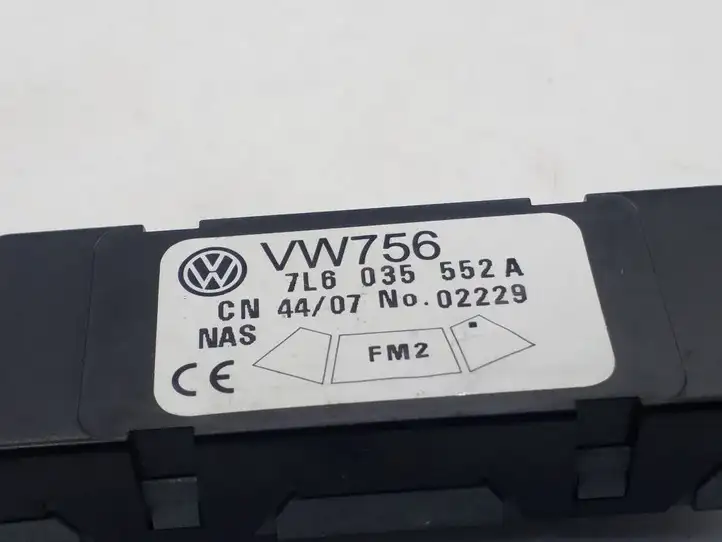 VW756
7L6 035 552 A
CN 44/07 No. 02229
NAS
FM2
CE